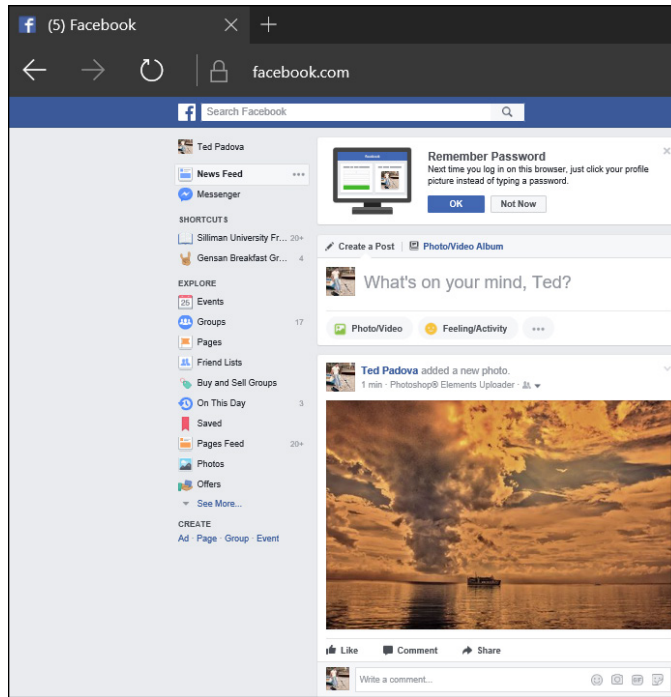 (5) Facebook
facebook.com
Search Facebook
Ted Padova
News Feed
Messenger
SHORTCUTS
Silliman University Fr... 20+
Gensan Breakfast Gr... 4
EXPLORE
25 Events
Groups 17
Pages
Friend Lists
Buy and Sell Groups
On This Day 3
Saved
Pages Feed 20+
Photos
Offers
See More...
CREATE
Ad · Page · Group · Event
Remember Password
Next time you log in on this browser, just click your profile
picture instead of typing a password.
OK Not Now
Create a Post Photo/Video Album
What's on your mind, Ted?
Photo/Video Feeling/Activity
Ted Padova added a new photo.
1 min · Photoshop® Elements Uploader ·
Like Comment Share
Write a comment...
GIF